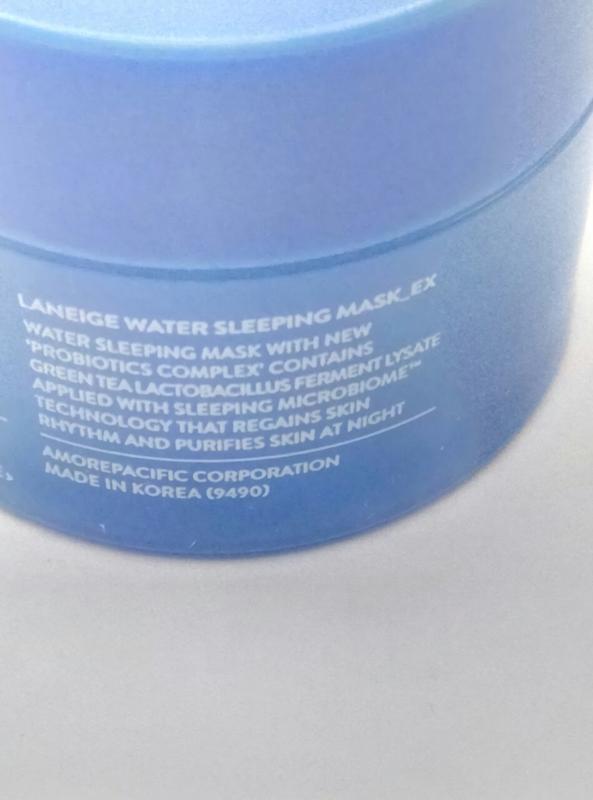 LANEIGE WATER SLEEPING MASK_EX
WATER SLEEPING MASK WITH NEW
'PROBIOTICS COMPLEX' CONTAINS
GREEN TEA LACTOBACILLUS FERMENT LYSATE
APPLIED WITH SLEEPING MICROBIOME™
TECHNOLOGY THAT REGAINS SKIN
RHYTHM AND PURIFIES SKIN AT NIGHT
AMOREPACIFIC CORPORATION
MADE IN KOREA (9490)